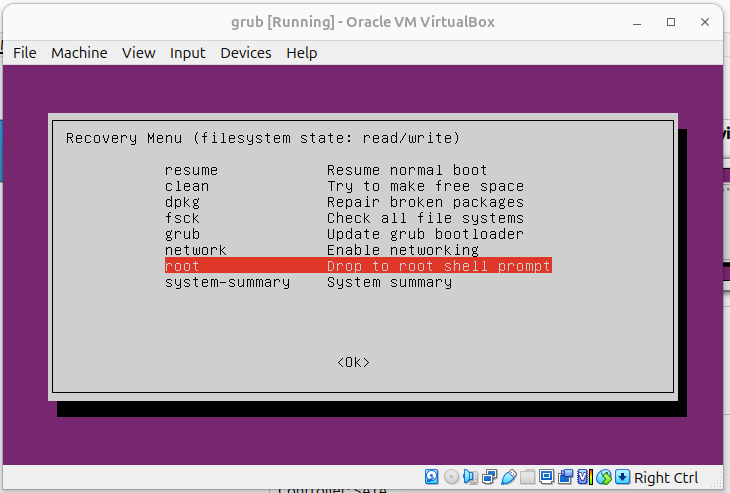 grub [Running] - Oracle VM VirtualBox
File Machine View Input Devices Help
Recovery Menu (filesystem state: read/write)
resume Resume normal boot
clean Try to make free space
dpkg Repair broken packages
fsck Check all file systems
grub Update grub bootloader
network Enable networking
root Drop to root shell prompt
system-summary System summary
<Ok>
Right Ctrl